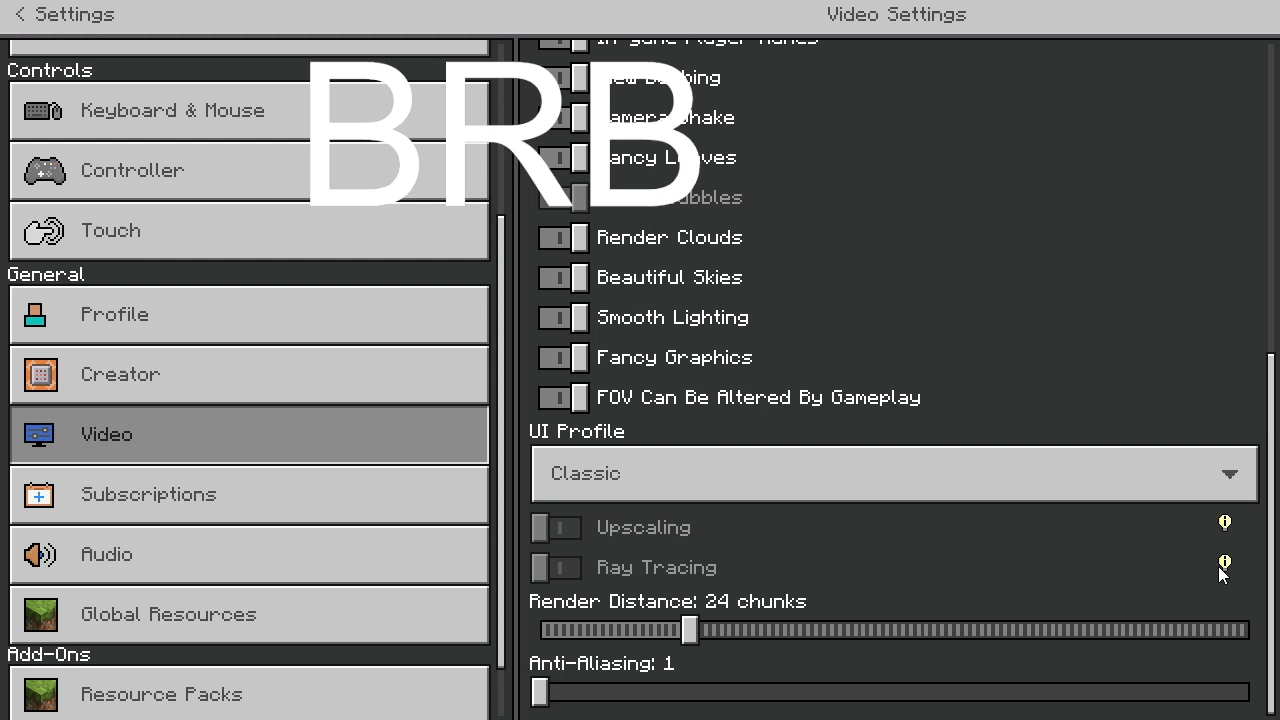 Settings
Video Settings
Controls
Keyboard & Mouse
Controller
Touch
General
Profile
Creator
Video
Subscriptions
Audio
Global Resources
Add-Ons
Resource Packs
BRB
Render Clouds
Beautiful Skies
Smooth Lighting
Fancy Graphics
FOV Can Be Altered By Gameplay
UI Profile
Classic
Upscaling
Ray Tracing
Render Distance: 24 chunks
Anti-Aliasing: 1